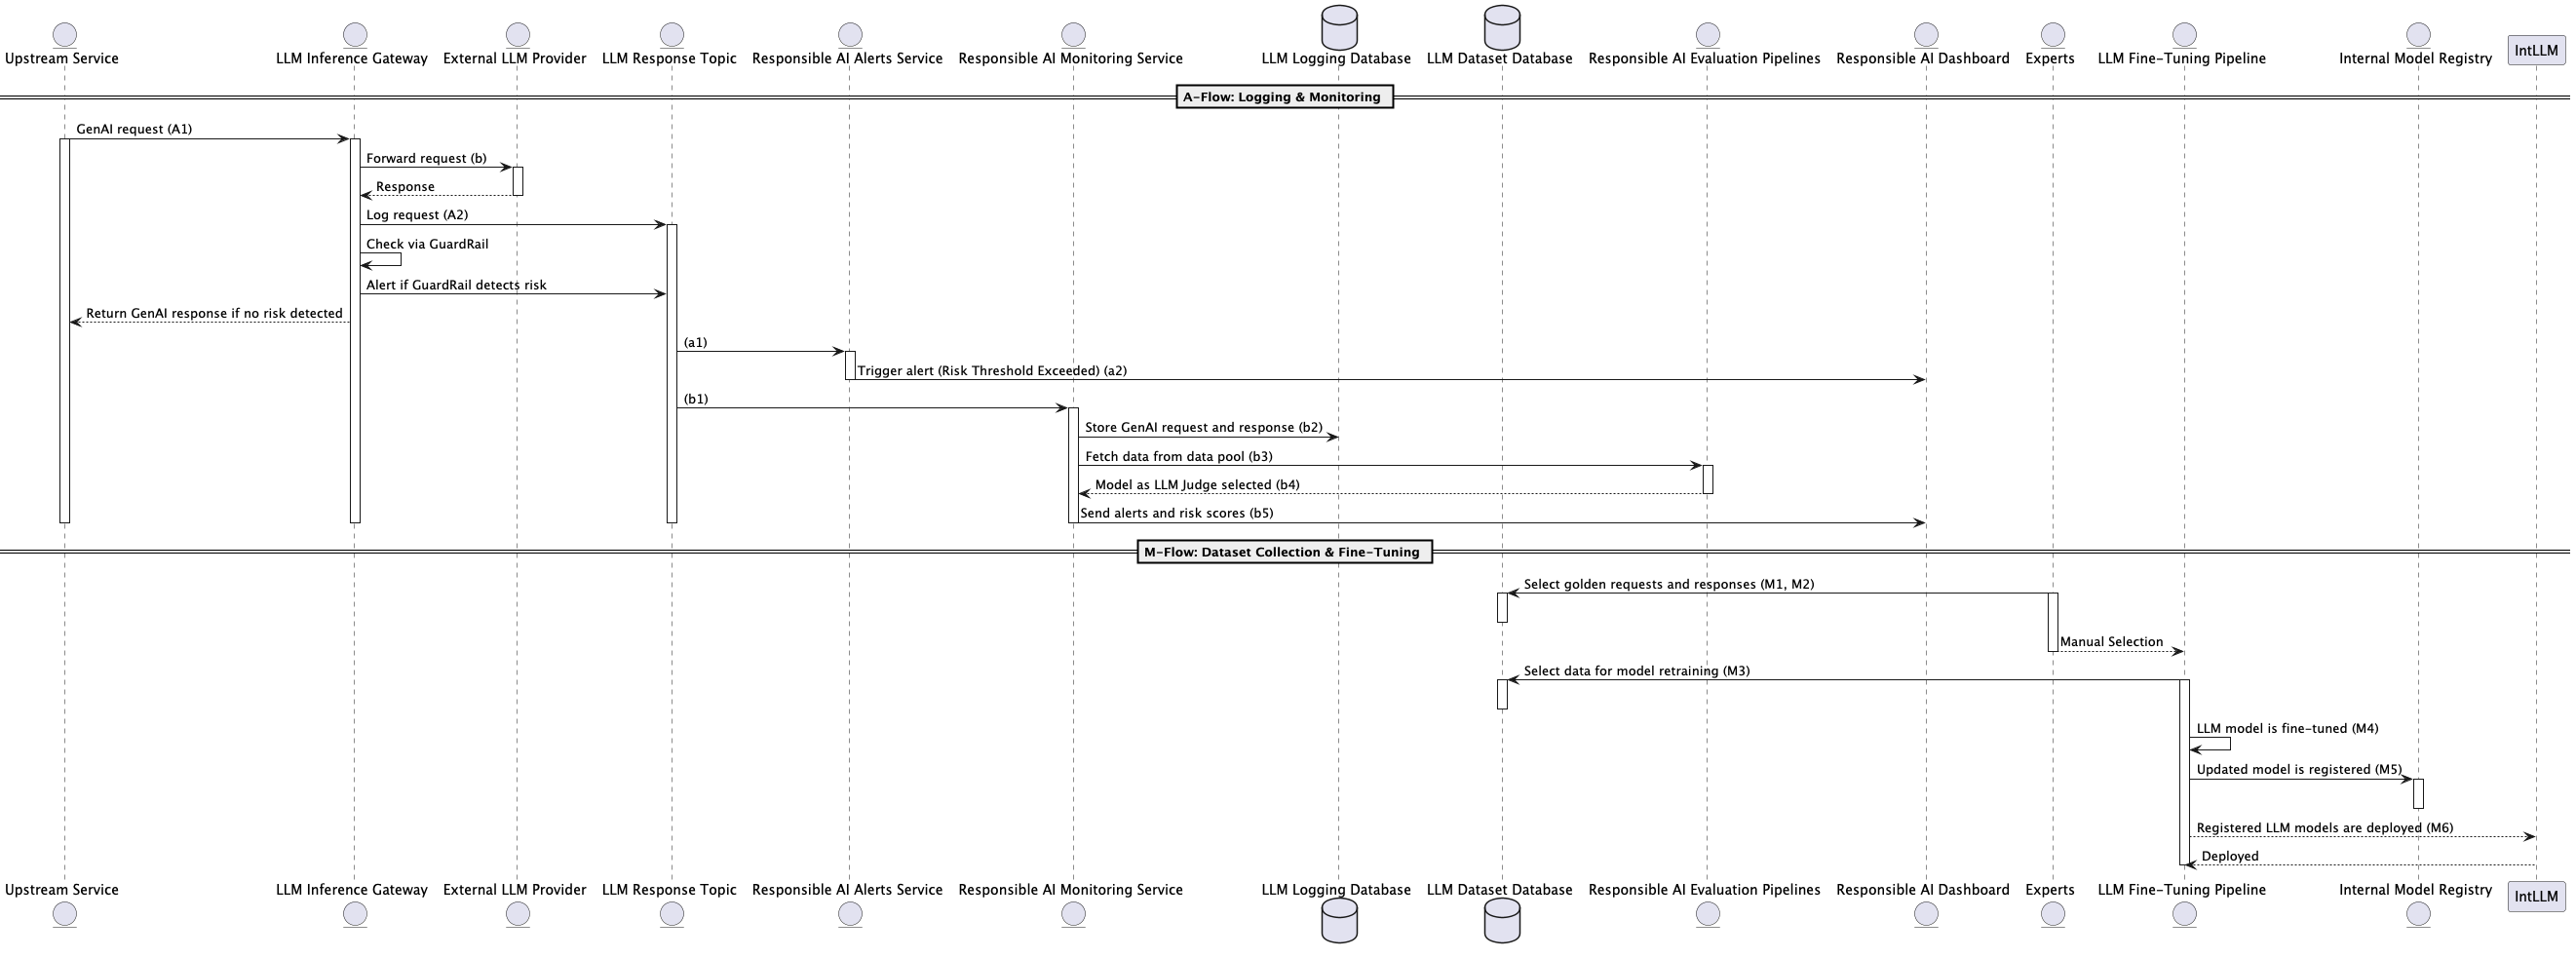 Upstream Service
LLM Inference Gateway
External LLM Provider
LLM Response Topic
Responsible AI Alerts Service
Responsible AI Monitoring Service
LLM Logging Database
LLM Dataset Database
Responsible AI Evaluation Pipelines
Responsible AI Dashboard
Experts
LLM Fine-Tuning Pipeline
Internal Model Registry
IntLLM
A-Flow: Logging & Monitoring
GenAI request (A1)
Forward request (b)
Response
Log request (A2)
Check via GuardRail
Alert if GuardRail detects risk
Return GenAI response if no risk detected
(a1)
Trigger alert (Risk Threshold Exceeded) (a2)
(b1)
Store GenAI request and response (b2)
Fetch data from data pool (b3)
Model as LLM Judge selected (b4)
Send alerts and risk scores (b5)
M-Flow: Dataset Collection & Fine-Tuning
Select golden requests and responses (M1, M2)
Manual Selection
Select data for model retraining (M3)
LLM model is fine-tuned (M4)
Updated model is registered (M5)
Registered LLM models are deployed (M6)
Deployed
Upstream Service
LLM Inference Gateway
External LLM Provider
LLM Response Topic
Responsible AI Alerts Service
Responsible AI Monitoring Service
LLM Logging Database
LLM Dataset Database
Responsible AI Evaluation Pipelines
Responsible AI Dashboard
Experts
LLM Fine-Tuning Pipeline
Internal Model Registry
IntLLM